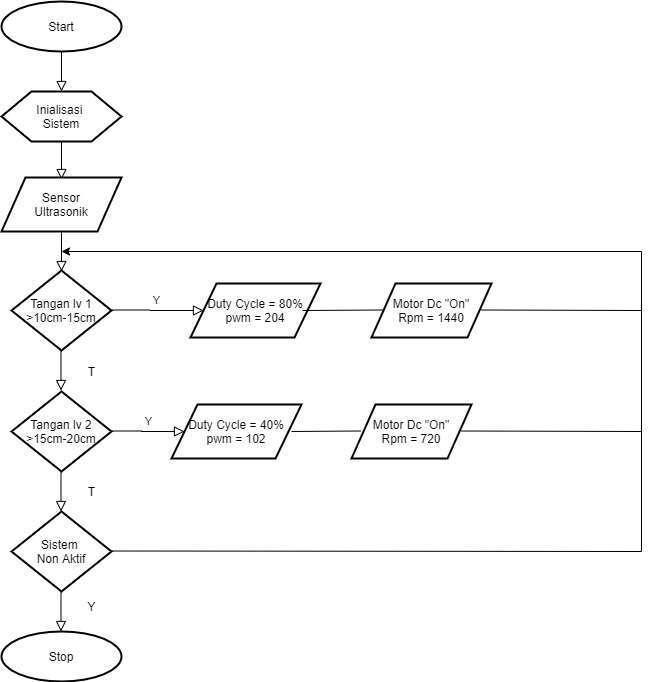 Start
Inialisasi
Sistem
Sensor
Ultrasonik
Tangan lv 1
>10cm-15cm
Y
Duty Cycle = 80%
pwm = 204
Motor Dc "On"
Rpm = 1440
T
Tangan lv 2
>15cm-20cm
Y
Duty Cycle = 40%
pwm = 102
Motor Dc "On"
Rpm = 720
T
Sistem
Non Aktif
Y
Stop